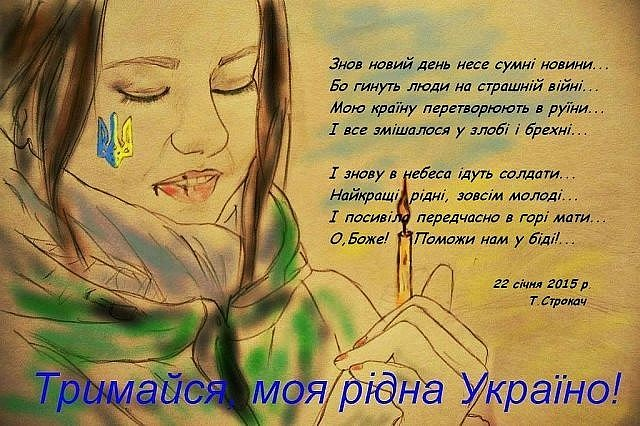 Знов новий день несе сумні новини...
Бо гинуть люди на страшній війні...
Мою країну перетворюють в руїни...
І все змішалося у злобі і брехні...
І знову в небеса ідуть солдати...
Найкращі, рідні, зовсім молоді...
І посивіло передчасно в горі мати...
О,Боже! Поможи нам у біді!...
22 січня 2015 р.
Т.Строкач
Тримайся, моя рідна Україно!